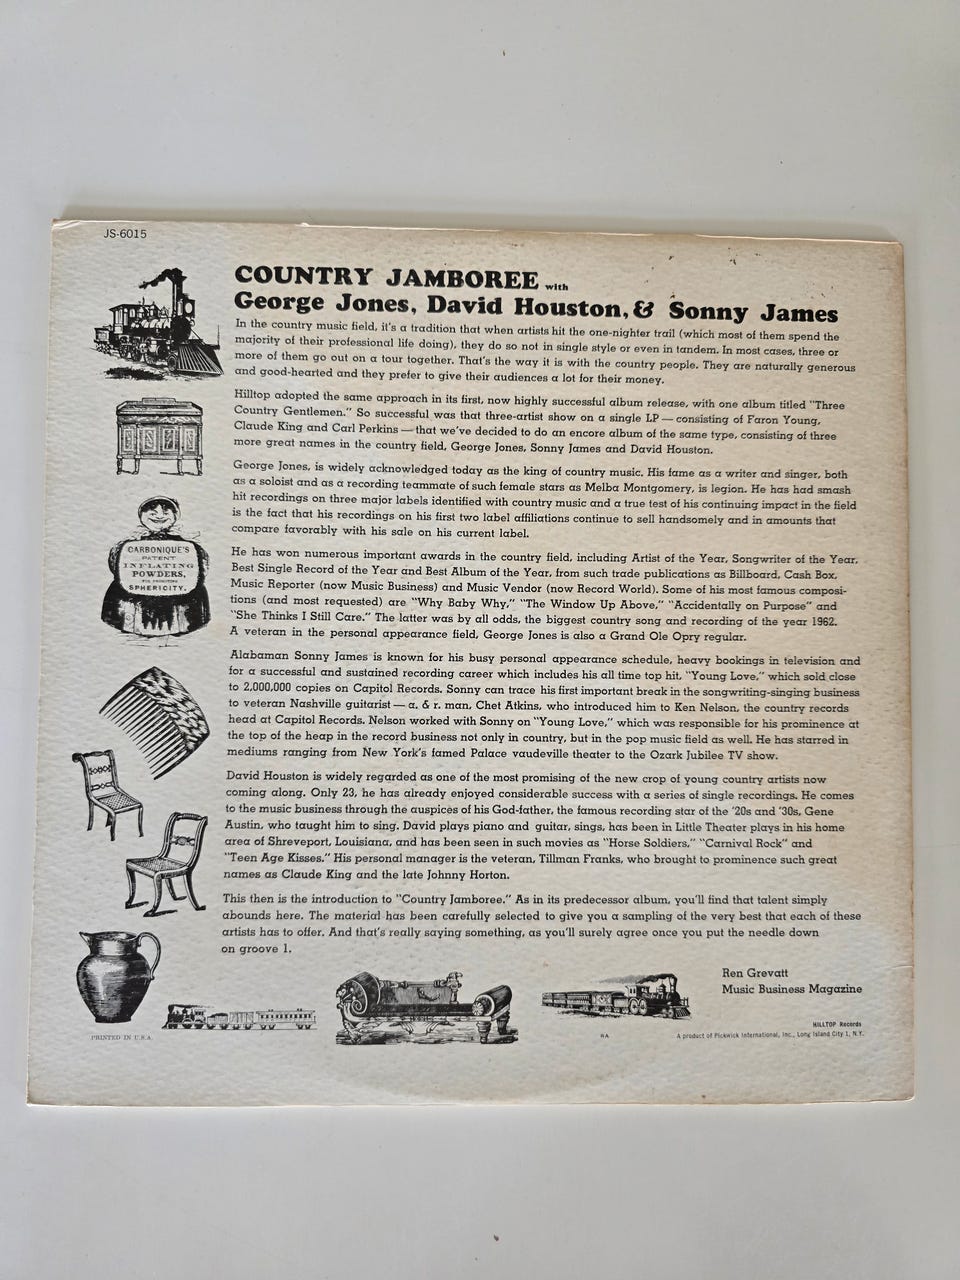 JS-6015
COUNTRY JAMBOREE with
George Jones, David Houston, & Sonny James
In the country music field, it's a tradition that when artists hit the one-nighter trail (which most of them spend the
majority of their professional life doing), they do so not in single style or even in tandem. In most cases, three or
more of them go out on a tour together. That's the way it is with the country people. They are naturally generous
and good-hearted and they prefer to give their audiences a lot for their money.
Hilltop adopted the same approach in its first, now highly successful album release, with one album titled "Three
Country Gentlemen." So successful was that three-artist show on a single LP — consisting of Faron Young,
Claude King and Carl Perkins — that we've decided to do an encore album of the same type, consisting of three
more great names in the country field, George Jones, Sonny James and David Houston.
George Jones, is widely acknowledged today as the king of country music. His fame as a writer and singer, both
as a soloist and as a recording teammate of such female stars as Melba Montgomery, is legion. He has had smash
hit recordings on three major labels identified with country music and a true test of his continuing impact in the field
is the fact that his recordings on his first two label affiliations continue to sell handsomely and in amounts that
compare favorably with his sale on his current label.
He has won numerous important awards in the country field, including Artist of the Year, Songwriter of the Year,
Best Single Record of the Year and Best Album of the Year, from such trade publications as Billboard, Cash Box,
Music Reporter (now Music Business) and Music Vendor (now Record World). Some of his most famous composi-
tions (and most requested) are "Why Baby Why," "The Window Up Above," "Accidentally on Purpose" and
"She Thinks I Still Care." The latter was by all odds, the biggest country song and recording of the year 1962.
A veteran in the personal appearance field, George Jones is also a Grand Ole Opry regular.
Alabaman Sonny James is known for his busy personal appearance schedule, heavy bookings in television and
for a successful and sustained recording career which includes his all time top hit, "Young Love," which sold close
to 2,000,000 copies on Capitol Records. Sonny can trace his first important break in the songwriting-singing business
to veteran Nashville guitarist — a. & r. man, Chet Atkins, who introduced him to Ken Nelson, the country records
head at Capitol Records. Nelson worked with Sonny on "Young Love," which was responsible for his prominence at
the top of the heap in the record business not only in country, but in the pop music field as well. He has starred in
mediums ranging from New York's famed Palace vaudeville theater to the Ozark Jubilee TV show.
David Houston is widely regarded as one of the most promising of the new crop of young country artists now
coming along. Only 23, he has already enjoyed considerable success with a series of single recordings. He comes
to the music business through the auspices of his God-father, the famous recording star of the '20s and '30s, Gene
Austin, who taught him to sing. David plays piano and guitar, sings, has been in Little Theater plays in his home
area of Shreveport, Louisiana, and has been seen in such movies as "Horse Soldiers," "Carnival Rock" and
"Teen Age Kisses." His personal manager is the veteran, Tillman Franks, who brought to prominence such great
names as Claude King and the late Johnny Horton.
This then is the introduction to "Country Jamboree." As in its predecessor album, you'll find that talent simply
abounds here. The material has been carefully selected to give you a sampling of the very best that each of these
artists has to offer. And that's really saying something, as you'll surely agree once you put the needle down
on groove 1.
Ren Grevatt
Music Business Magazine
CARBONIQUE'S
PATENT
INFLATING
POWDERS,
SPHERICITY.
PRINTED IN U.S.A.
HILLTOP Records
A product of Pickwick International, Inc., Long Island City 1, N.Y.